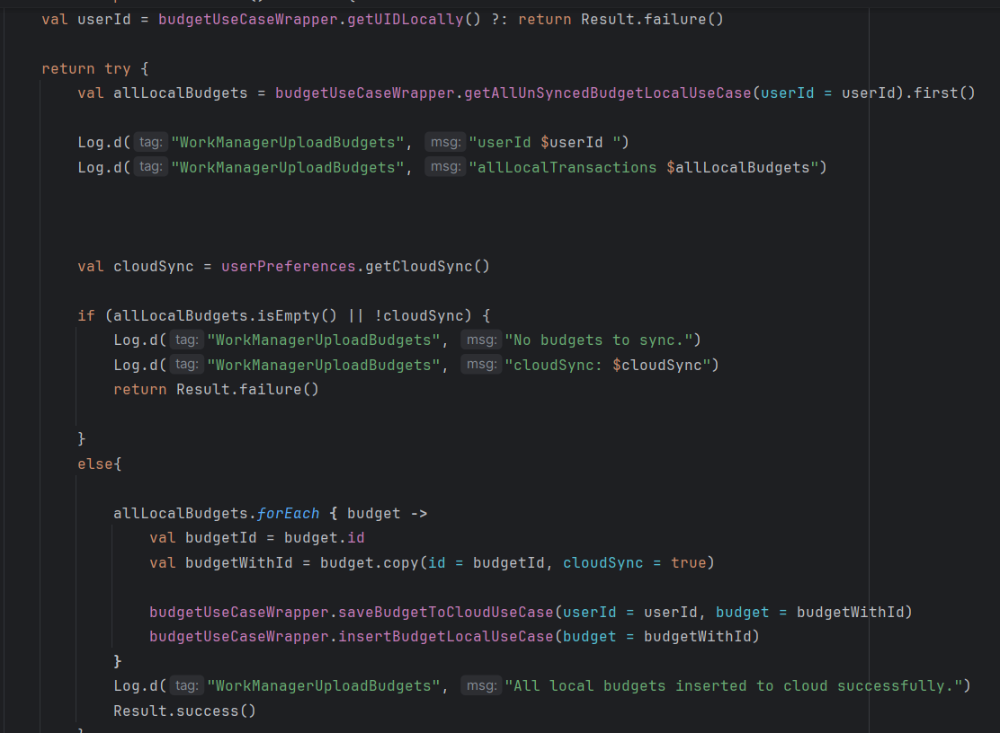 val userId = budgetUseCaseWrapper.getUIDLocally() ?: return Result.failure()
return try {
val allLocalBudgets = budgetUseCaseWrapper.getAllUnSyncedBudgetLocalUseCase(userId = userId).first()
Log.d( tag: "WorkManagerUploadBudgets", msg: "userId $userId ")
Log.d( tag: "WorkManagerUploadBudgets", msg: "allLocalTransactions $allLocalBudgets")
val cloudSync = userPreferences.getCloudSync()
if (allLocalBudgets.isEmpty() || !cloudSync) {
Log.d( tag: "WorkManagerUploadBudgets", msg: "No budgets to sync.")
Log.d( tag: "WorkManagerUploadBudgets", msg: "cloudSync: $cloudSync")
return Result.failure()
}
else{
allLocalBudgets.forEach { budget ->
val budgetId = budget.id
val budgetWithId = budget.copy(id = budgetId, cloudSync = true)
budgetUseCaseWrapper.saveBudgetToCloudUseCase(userId = userId, budget = budgetWithId)
budgetUseCaseWrapper.insertBudgetLocalUseCase(budget = budgetWithId)
}
Log.d( tag: "WorkManagerUploadBudgets", msg: "All local budgets inserted to cloud successfully.")
Result.success()